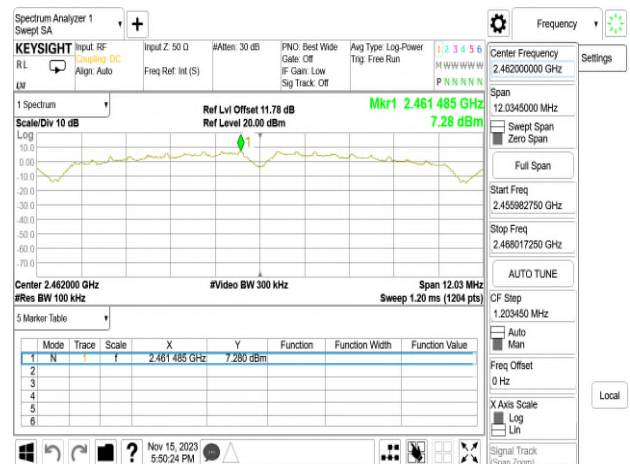 Spectrum Analyzer 1
Swept SA
+
Frequency
KEYSIGHT
Input: RF
Coupling: DC
Align: Auto
Input Z: 50 Ω
Freq Ref: Int (S)
#Atten: 30 dB
PNO: Best Wide
Gate: Off
IF Gain: Low
Sig Track: Off
Avg Type: Log-Power
Trig: Free Run
1 2 3 4 5 6
M W W W W W
P N N N N N
RL
LXI
1 Spectrum
Scale/Div 10 dB
Ref Lvl Offset 11.78 dB
Ref Level 20.00 dBm
Mkr1 2.461 485 GHz
7.28 dBm
Log
10.0
0.00
-10.0
-20.0
-30.0
-40.0
-50.0
-60.0
-70.0
1
Center 2.462000 GHz
#Res BW 100 kHz
#Video BW 300 kHz
Span 12.03 MHz
Sweep 1.20 ms (1204 pts)
5 Marker Table
Mode Trace Scale X Y Function Function Width Function Value
1 N 1 f 2.461 485 GHz 7.280 dBm
2
3
4
5
6
?
Nov 15, 2023
5:50:24 PM
Center Frequency
2.462000000 GHz
Span
12.0345000 MHz
Swept Span
Zero Span
Full Span
Start Freq
2.455982750 GHz
Stop Freq
2.468017250 GHz
AUTO TUNE
CF Step
1.203450 MHz
Auto
Man
Freq Offset
0 Hz
X Axis Scale
Log
Lin
Signal Track
(Span Zoom)
Settings
Local